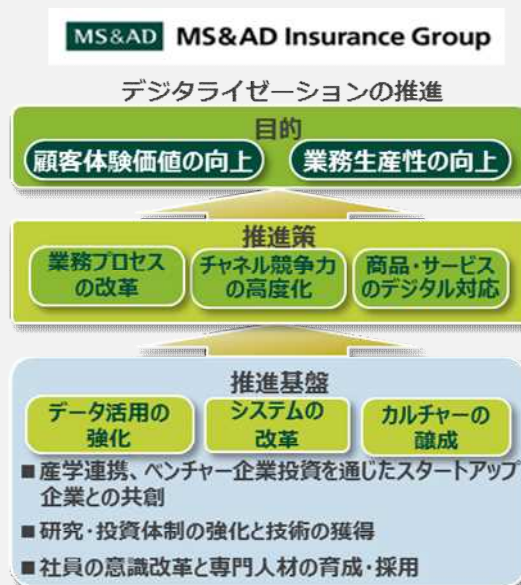 MS&AD MS&AD Insurance Group
デジタライゼーションの推進
目的
顧客体験価値の向上 業務生産性の向上
推進策
業務プロセス
の改革
チャネル競争力
の高度化
商品・サービス
のデジタル対応
推進基盤
データ活用の
強化
システムの
改革
カルチャーの
醸成
■産学連携、ベンチャー企業投資を通じたスタートアップ
企業との共創
■研究・投資体制の強化と技術の獲得
■社員の意識改革と専門人材の育成・採用